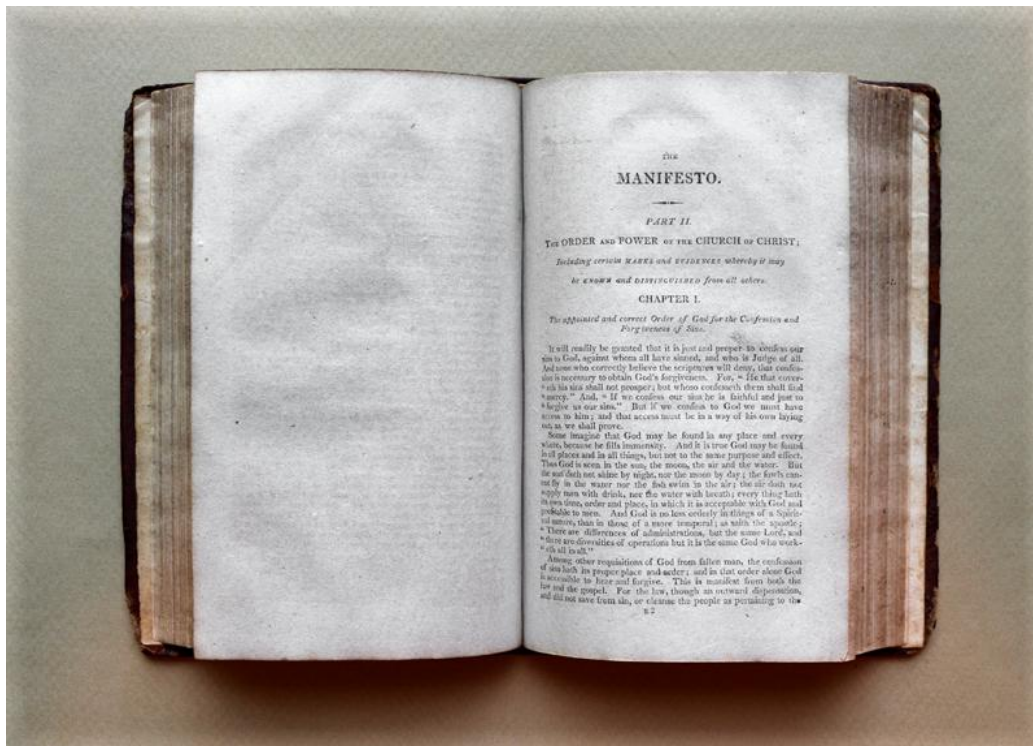 THE
MANIFESTO.
PART II.
The ORDER AND POWER OF THE CHURCH OF CHRIST;
Including certain MARKS and EVIDENCES whereby it may
be KNOWN and DISTINGUISHED from all others.
CHAPTER I.
The appointed and correct Order of God for the Confession and
Forgiveness of Sins.
It will readily be granted that it is just and proper to confess our
sins to God, against whom all have sinned, and who is Judge of all.
And none who correctly believe the scriptures will deny, that confes-
sion is necessary to obtain God's forgiveness. For, “ He that cover-
“ eth his sins shall not prosper; but whoso confesseth them shall find
“ mercy.” And, “ If we confess our sins he is faithful and just to
“ forgive us our sins.” But if we confess to God we must have
access to him; and that access must be in a way of his own laying
out, as we shall prove.
Some imagine that God may be found in any place and every
where, because he fills immensity. And it is true God may be found
in all places and in all things, but not to the same purpose and effect.
Thus God is seen in the sun, the moon, the air and the water. But
the sun doth not shine by night, nor the moon by day; the fowls can-
not fly in the water nor the fish swim in the air; the air doth not
supply men with drink, nor the water with breath; every thing hath
its own time, order and place, in which it is acceptable with God and
profitable to men. And God is no less orderly in things of a Spirit-
ual nature, than in those of a more temporal; as saith the apostle;
“ There are differences of administrations, but the same Lord, and
“ there are diversities of operations but it is the same God who work-
“ eth all in all.”
Among other requisitions of God from fallen man, the confession
of sins hath its proper place and order; and in that order alone God
is accessible to hear and forgive. This is manifest from both the
law and the gospel. For the law, though an outward dispensation,
and did not save from sin, or cleanse the people as pertaining to the